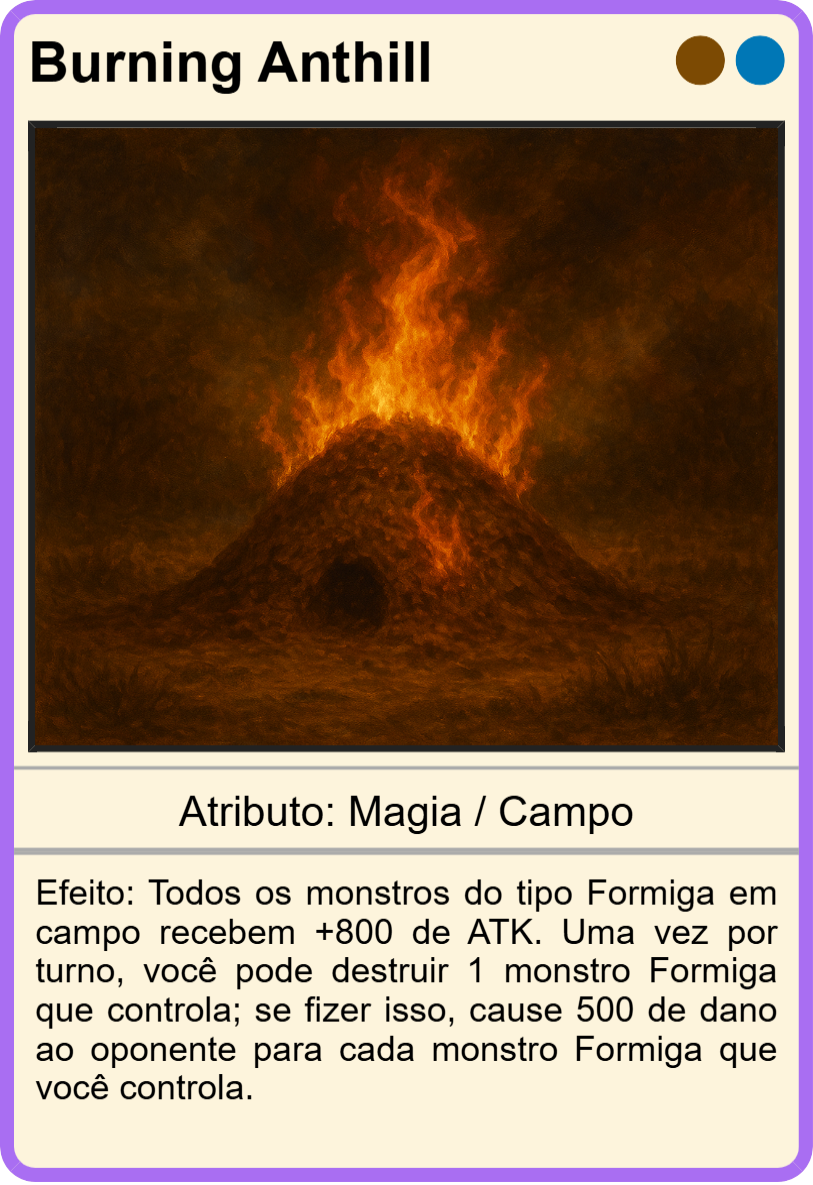 Burning Anthill
Atributo: Magia / Campo
Efeito: Todos os monstros do tipo Formiga em
campo recebem +800 de ATK. Uma vez por
turno, você pode destruir 1 monstro Formiga
que controla; se fizer isso, cause 500 de dano
ao oponente para cada monstro Formiga que
você controla.